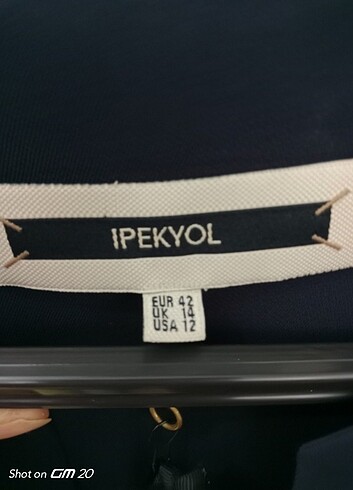 IPEKYOL
EUR 42
UK 14
USA 12
Shot on GM 20